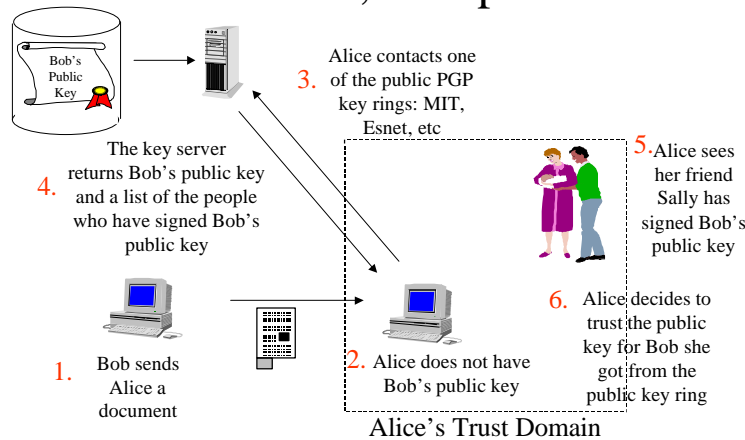 Bob's
Public
Key
3.
Alice contacts one
of the public PGP
key rings: MIT,
Esnet, etc
4.
The key server
returns Bob's public key
and a list of the people
who have signed Bob's
public key
5.
Alice sees
her friend
Sally has
signed Bob's
public key
1.
Bob sends
Alice a
document
2.
Alice does not have
Bob's public key
6.
Alice decides to
trust the public
key for Bob she
got from the
public key ring
Alice's Trust Domain